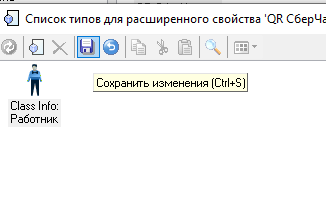 Список типов для расширенного свойства 'QR СберЧа
Сохранить изменения (Ctrl+S)
Class Info:
Работник